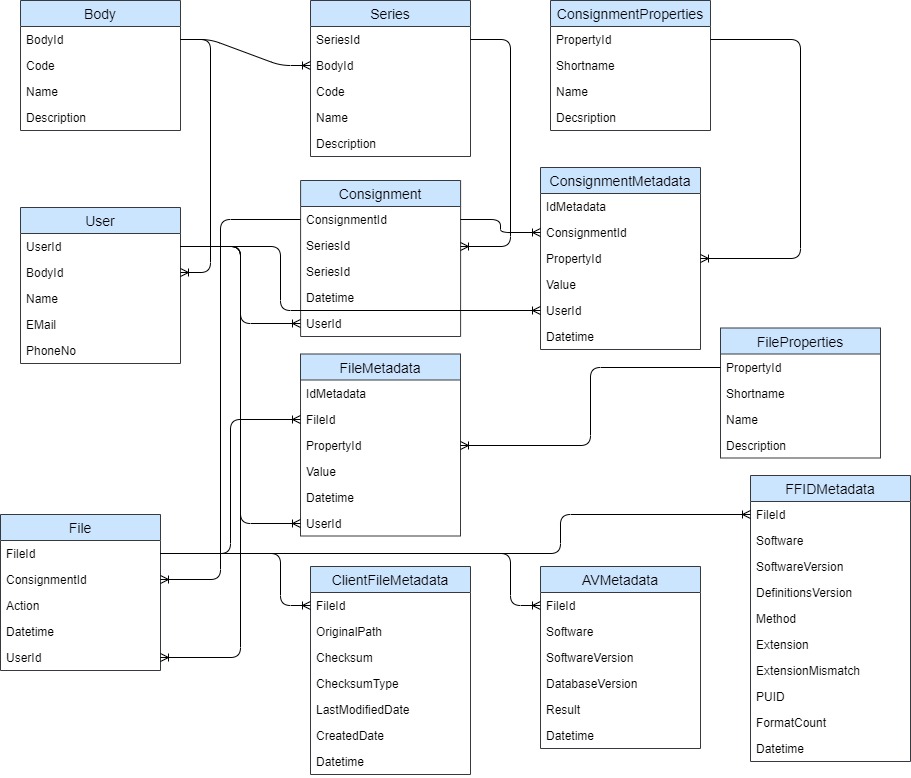 Body
BodyId
Code
Name
Description
Series
SeriesId
BodyId
Code
Name
Description
ConsignmentProperties
PropertyId
Shortname
Name
Decsription
User
UserId
BodyId
Name
EMail
PhoneNo
Consignment
ConsignmentId
SeriesId
SeriesId
Datetime
UserId
ConsignmentMetadata
IdMetadata
ConsignmentId
PropertyId
Value
UserId
Datetime
FileMetadata
IdMetadata
FileId
PropertyId
Value
Datetime
UserId
FileProperties
PropertyId
Shortname
Name
Description
File
FileId
ConsignmentId
Action
Datetime
UserId
ClientFileMetadata
FileId
OriginalPath
Checksum
ChecksumType
LastModifiedDate
CreatedDate
Datetime
AVMetadata
FileId
Software
SoftwareVersion
DatabaseVersion
Result
Datetime
FFIDMetadata
FileId
Software
SoftwareVersion
DefinitionsVersion
Method
Extension
ExtensionMismatch
PUID
FormatCount
Datetime